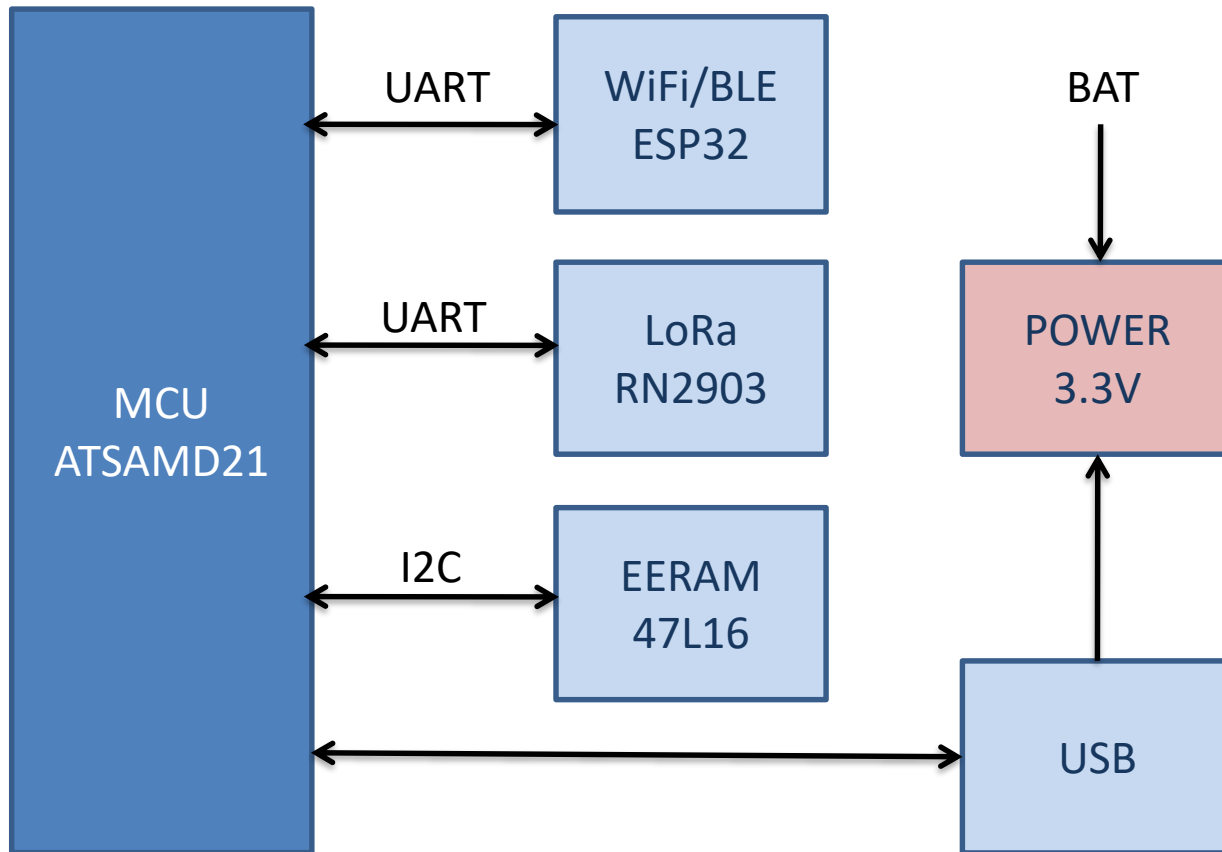 MCU
ATSAMD21
UART
WiFi/BLE
ESP32
UART
LoRa
RN2903
I2C
EERAM
47L16
BAT
POWER
3.3V
USB